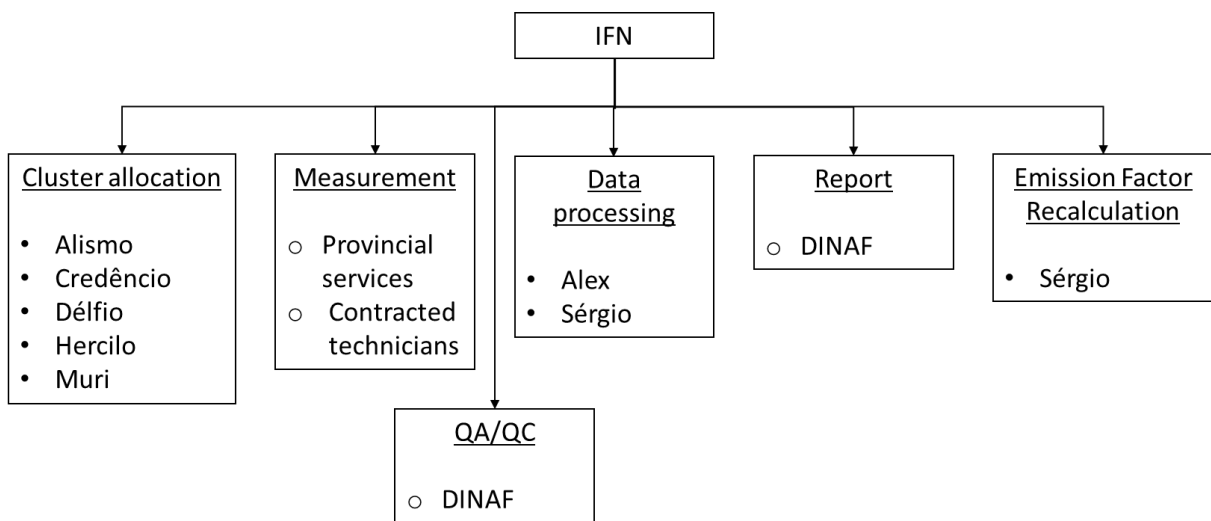 IFN
Cluster allocation
• Alismo
• Credêncio
• Délfio
• Hercilo
• Muri
Measurement
o Provincial
services
o Contracted
technicians
QA/QC
o DINAF
Data
processing
• Alex
• Sérgio
Report
o DINAF
Emission Factor
Recalculation
• Sérgio